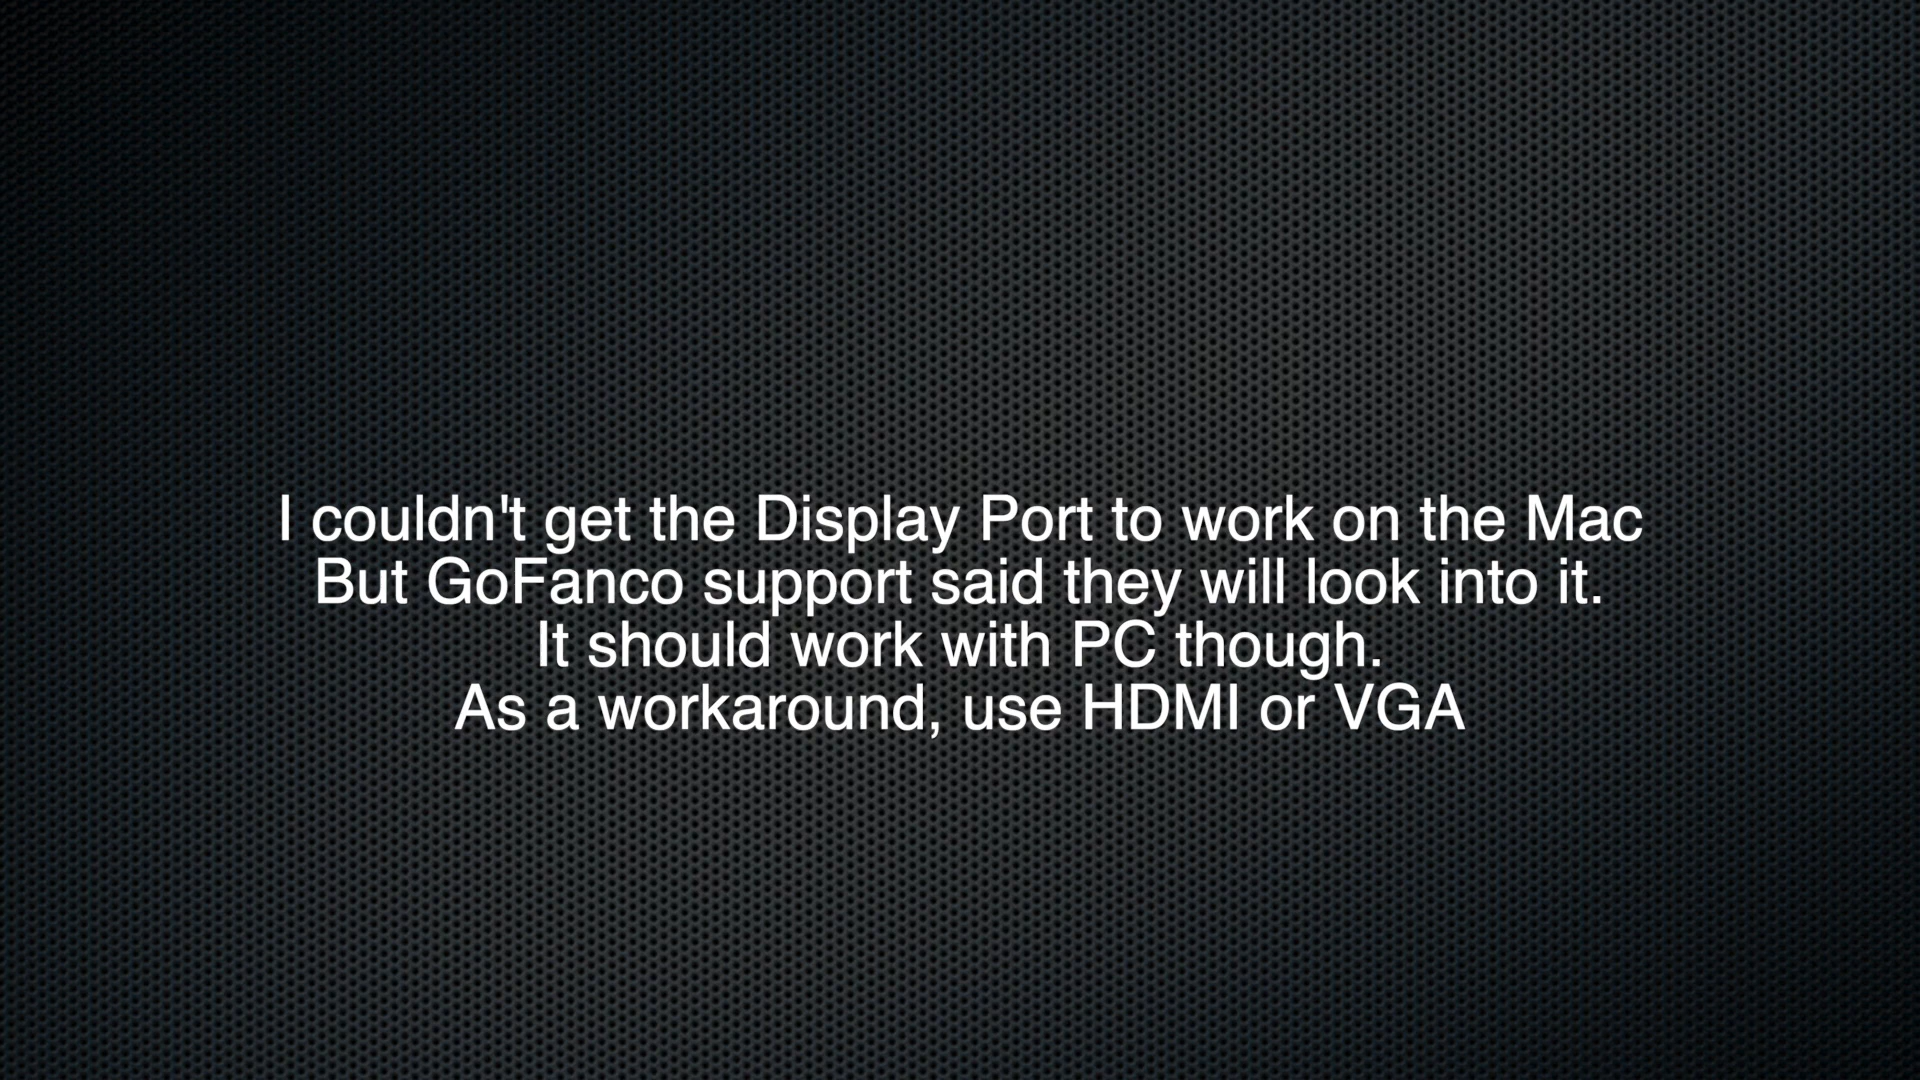 I couldn't get the Display Port to work on the Mac
But GoFanco support said they will look into it.
It should work with PC though.
As a workaround, use HDMI or VGA